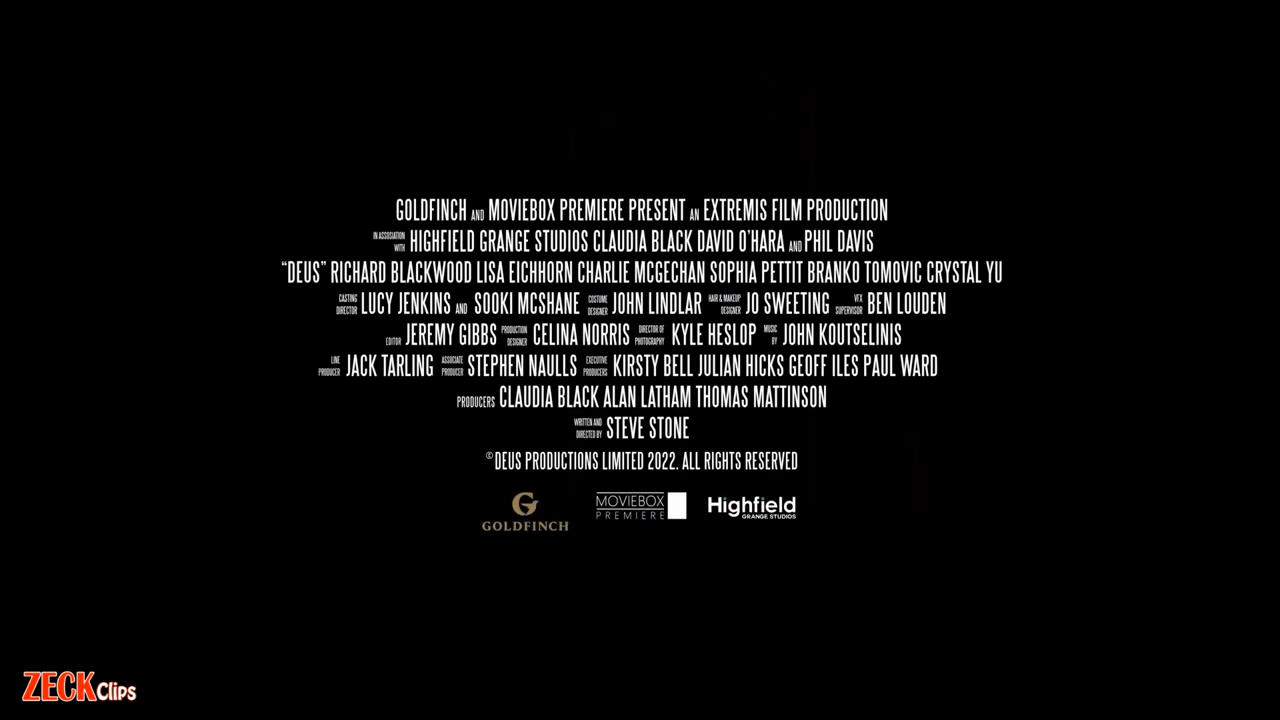 GOLDFINCH AND MOVIEBOX PREMIERE PRESENT AN EXTREMIS FILM PRODUCTION
IN ASSOCIATION WITH HIGHFIELD GRANGE STUDIOS CLAUDIA BLACK DAVID O'HARA AND PHIL DAVIS
“DEUS” RICHARD BLACKWOOD LISA EICHHORN CHARLIE MCGECHAN SOPHIA PETTIT BRANKO TOMOVIC CRYSTAL YU
CASTING DIRECTOR LUCY JENKINS AND SOOKI MCSHANE COSTUME DESIGNER JOHN LINDLAR HAIR & MAKEUP DESIGNER JO SWEETING VFX SUPERVISOR BEN LOUDEN
EDITOR JEREMY GIBBS PRODUCTION DESIGNER CELINA NORRIS DIRECTOR OF PHOTOGRAPHY KYLE HESLOP MUSIC BY JOHN KOUTSELINIS
LINE PRODUCER JACK TARLING ASSOCIATE PRODUCER STEPHEN NAULLS EXECUTIVE PRODUCERS KIRSTY BELL JULIAN HICKS GEOFF ILES PAUL WARD
PRODUCERS CLAUDIA BLACK ALAN LATHAM THOMAS MATTINSON
WRITTEN AND DIRECTED BY STEVE STONE
© DEUS PRODUCTIONS LIMITED 2022. ALL RIGHTS RESERVED
G
GOLDFINCH
MOVIEBOX
PREMIERE
Highfield
GRANGE STUDIOS
ZECK Clips